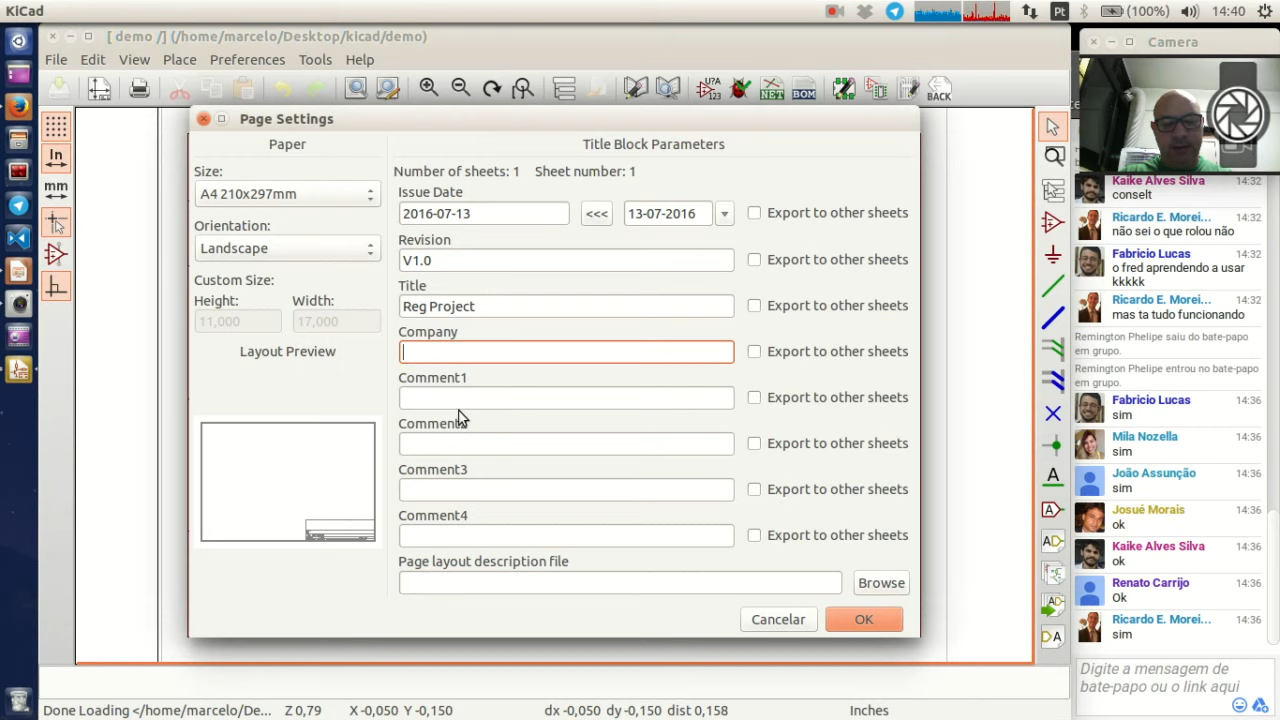 KiCad
Pt
(100%)
14:40
[ demo /] (/home/marcelo/Desktop/kicad/demo)
File Edit View Place Preferences Tools Help
NET
BOM
BACK
In
mm
Page Settings
Paper
Size:
A4 210x297mm
Orientation:
Landscape
Custom Size:
Height: Width:
11,000 17,000
Layout Preview
Title Block Parameters
Number of sheets: 1 Sheet number: 1
Issue Date
2016-07-13 <<< 13-07-2016 Export to other sheets
Revision
V1.0 Export to other sheets
Title
Reg Project Export to other sheets
Company
Export to other sheets
Comment1
Export to other sheets
Export to other sheets
Comment3
Export to other sheets
Comment4
Export to other sheets
Page layout description file
Browse
Cancelar OK
Done Loading </home/marcelo/De... Z 0,79 X -0,050 Y -0,150 dx -0,050 dy -0,150 dist 0,158 Inches
Camera
Kaike Alves Silva 14:32
conselt
Ricardo E. Morei... 14:32
não sei o que rolou não
Fabricio Lucas 14:32
o fred aprendendo a usar
kkkkk
Ricardo E. Morei... 14:32
mas ta tudo funcionando
Remington Phelipe saiu do bate-papo
em grupo.
Remington Phelipe entrou no bate-papo
em grupo.
Fabricio Lucas 14:36
sim
Mila Nozella 14:36
sim
João Assunção 14:36
sim
Josué Morais 14:36
ok
Kaike Alves Silva 14:36
ok
Renato Carrijo 14:36
Ok
Ricardo E. Morei... 14:36
sim
Digite a mensagem de
bate-papo ou o link aqui